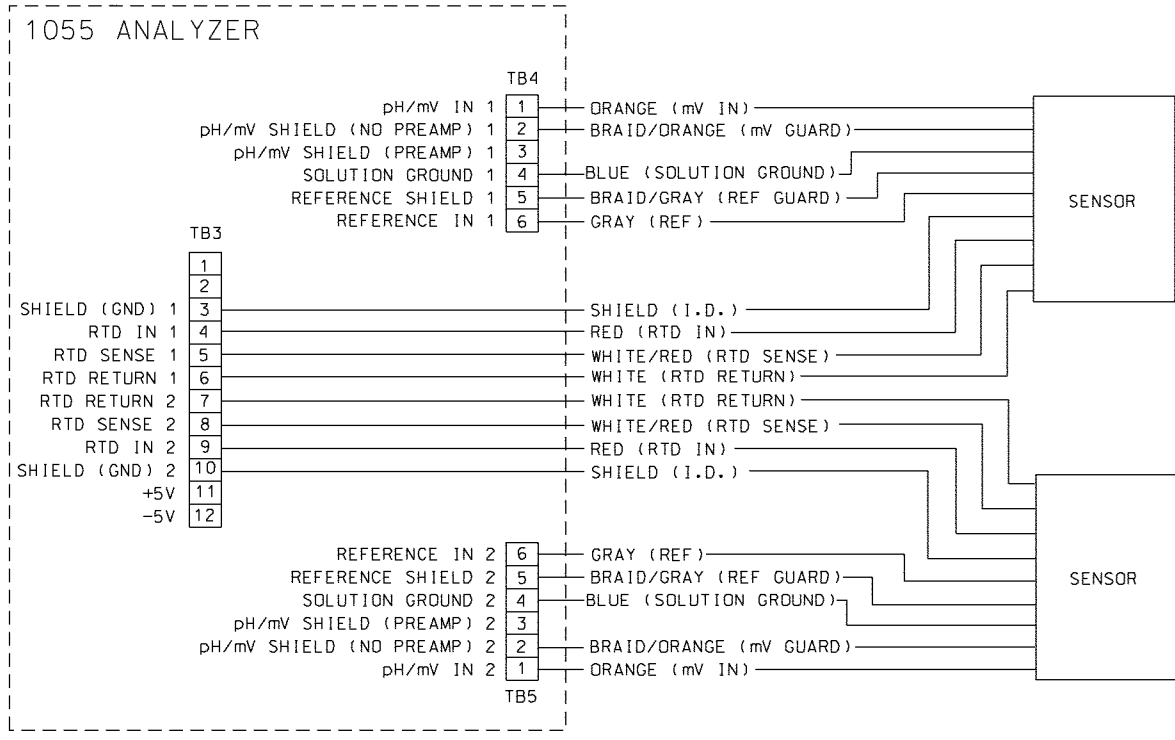 1055 ANALYZER
TB4
pH/mV IN 1 1 ORANGE (mV IN)
pH/mV SHIELD (NO PREAMP) 1 2 BRAID/ORANGE (mV GUARD)
pH/mV SHIELD (PREAMP) 1 3
SOLUTION GROUND 1 4 BLUE (SOLUTION GROUND)
REFERENCE SHIELD 1 5 BRAID/GRAY (REF GUARD)
REFERENCE IN 1 6 GRAY (REF)
SENSOR
TB3
1
2
SHIELD (GND) 1 3 SHIELD (I.D.)
RTD IN 1 4 RED (RTD IN)
RTD SENSE 1 5 WHITE/RED (RTD SENSE)
RTD RETURN 1 6 WHITE (RTD RETURN)
RTD RETURN 2 7 WHITE (RTD RETURN)
RTD SENSE 2 8 WHITE/RED (RTD SENSE)
RTD IN 2 9 RED (RTD IN)
SHIELD (GND) 2 10 SHIELD (I.D.)
+5V 11
-5V 12
REFERENCE IN 2 6 GRAY (REF)
REFERENCE SHIELD 2 5 BRAID/GRAY (REF GUARD)
SOLUTION GROUND 2 4 BLUE (SOLUTION GROUND)
pH/mV SHIELD (PREAMP) 2 3
pH/mV SHIELD (NO PREAMP) 2 2 BRAID/ORANGE (mV GUARD)
pH/mV IN 2 1 ORANGE (mV IN)
TB5
SENSOR